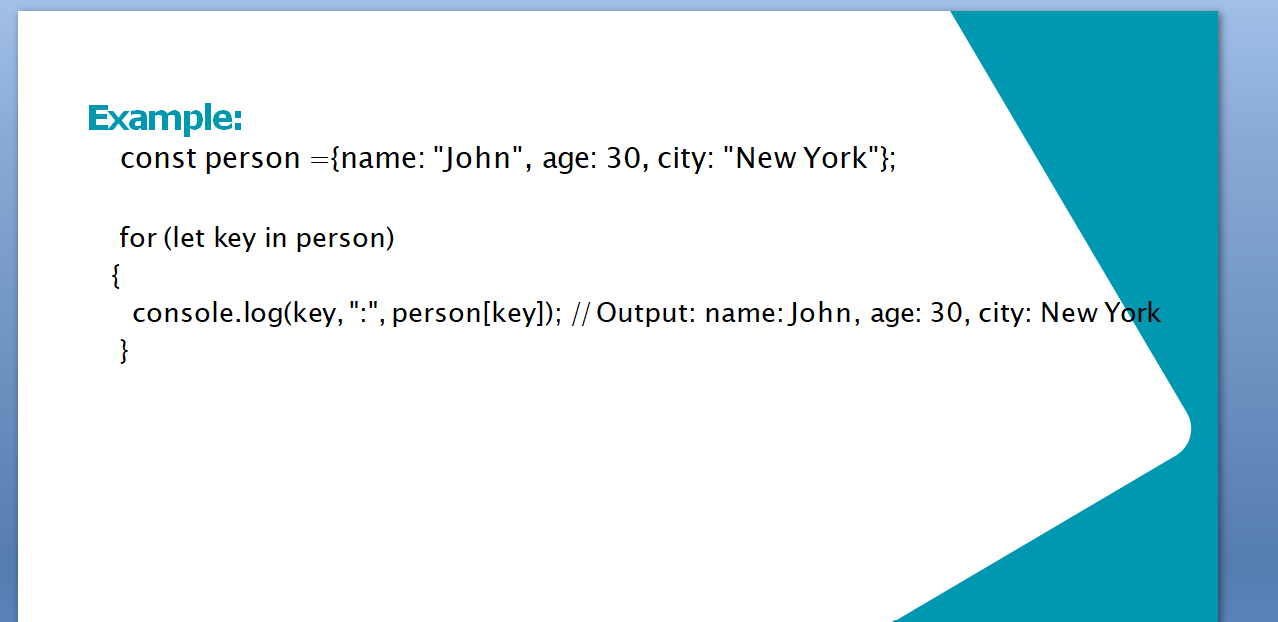 Example:
const person ={name: "John", age: 30, city: "New York"};
for (let key in person)
{
console.log(key, ":", person[key]); // Output: name: John, age: 30, city: New York
}